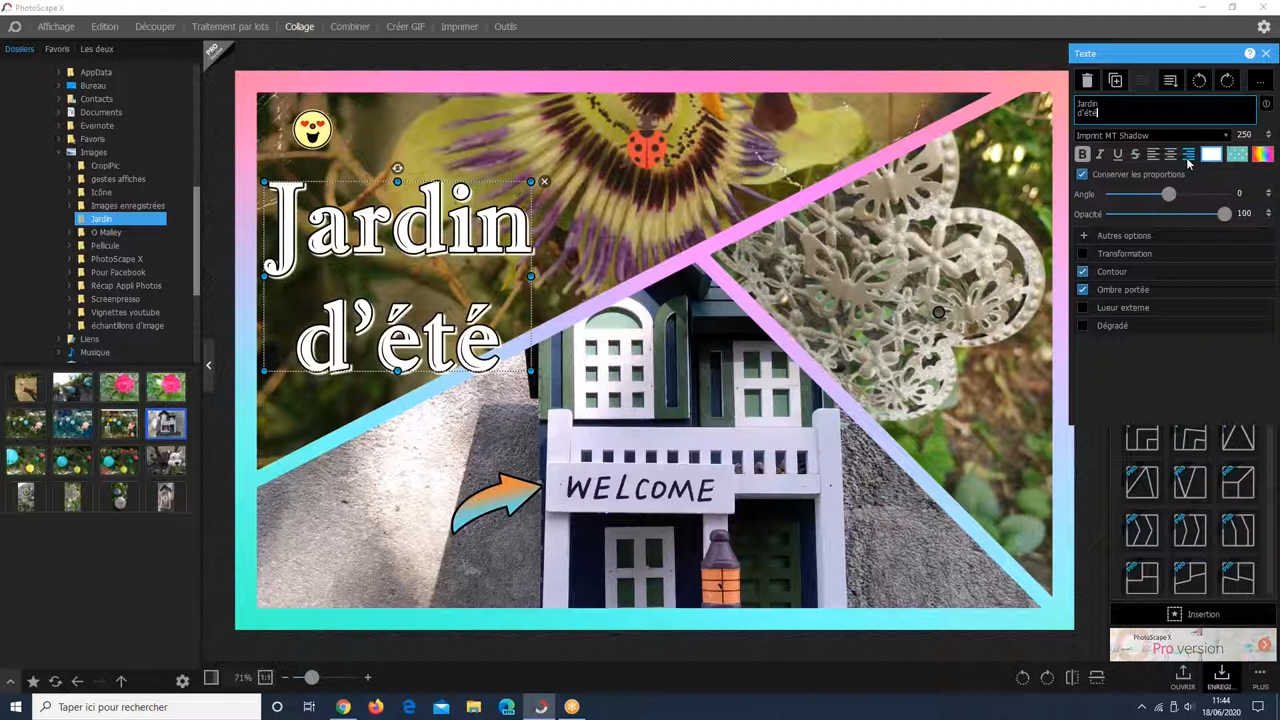 PhotoScape X
Affichage Edition Découper Traitement par lots Collage Combiner Créer GIF Imprimer Outils
Dossiers Favoris Les deux
PRO
Texte
AppData
Bureau
Contacts
Documents
Evernote
Favoris
Images
CropiPic
gestes affiches
Icône
Images enregistrées
Jardin
O Malley
Pellicule
PhotoScape X
Pour Facebook
Récap Appli Photos
Screenpresso
Vignettes youtube
échantillons d'image
Liens
Musique
Jardin
d'été
WELCOME
Jardin
d'été
Imprint MT Shadow 250
B I U S
Conserver les proportions
Angle 0
Opacité 100
Autres options
Transformation
Contour
Ombre portée
Lueur externe
Dégradé
Insertion
PhotoScape X
Pro version
71% 1:1
OUVRIR ENREGI... PLUS
Taper ici pour rechercher
11:44
18/06/2020